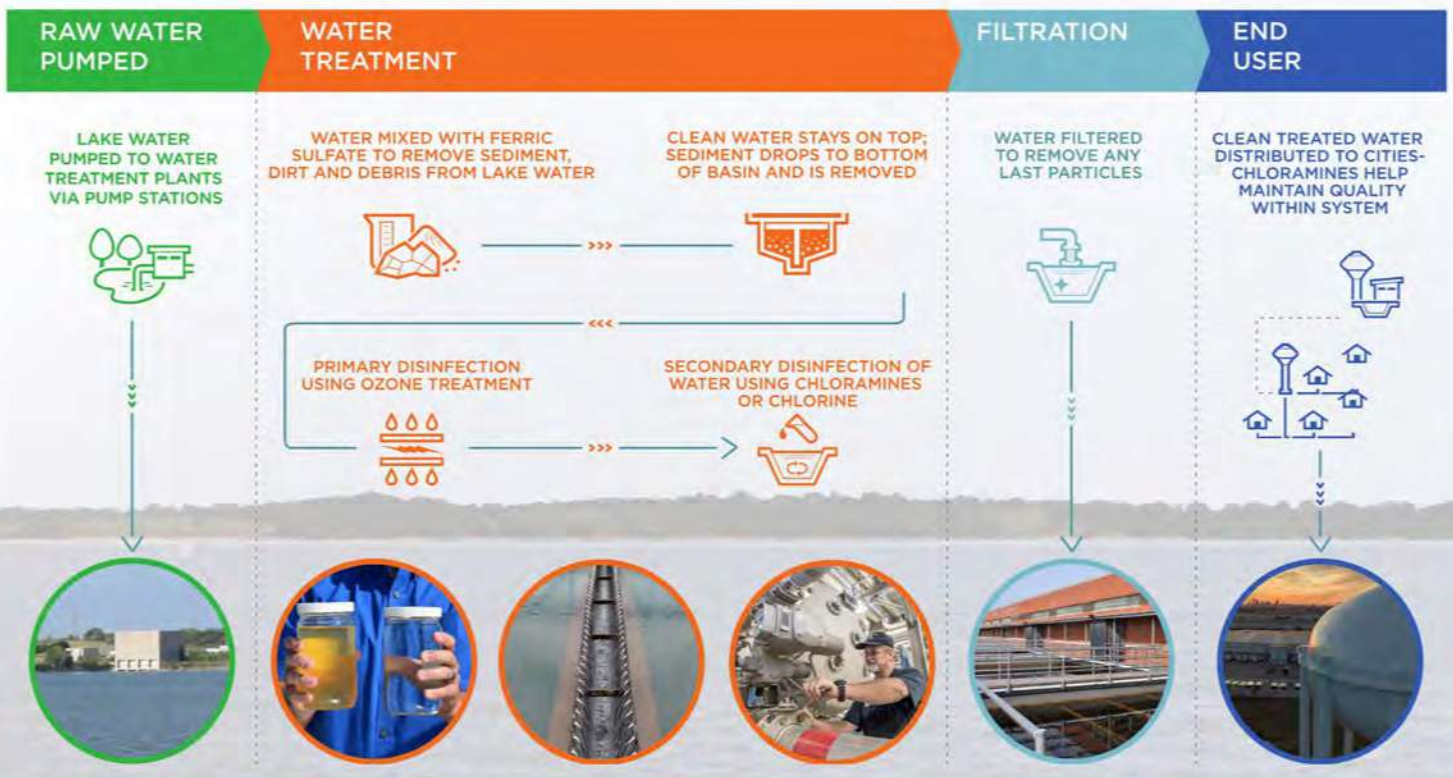 RAW WATER
PUMPED
WATER
TREATMENT
FILTRATION
END
USER
LAKE WATER
PUMPED TO WATER
TREATMENT PLANTS
VIA PUMP STATIONS
WATER MIXED WITH FERRIC
SULFATE TO REMOVE SEDIMENT,
DIRT AND DEBRIS FROM LAKE WATER
CLEAN WATER STAYS ON TOP;
SEDIMENT DROPS TO BOTTOM
OF BASIN AND IS REMOVED
PRIMARY DISINFECTION
USING OZONE TREATMENT
SECONDARY DISINFECTION OF
WATER USING CHLORAMINES
OR CHLORINE
WATER FILTERED
TO REMOVE ANY
LAST PARTICLES
CLEAN TREATED WATER
DISTRIBUTED TO CITIES-
CHLORAMINES HELP
MAINTAIN QUALITY
WITHIN SYSTEM